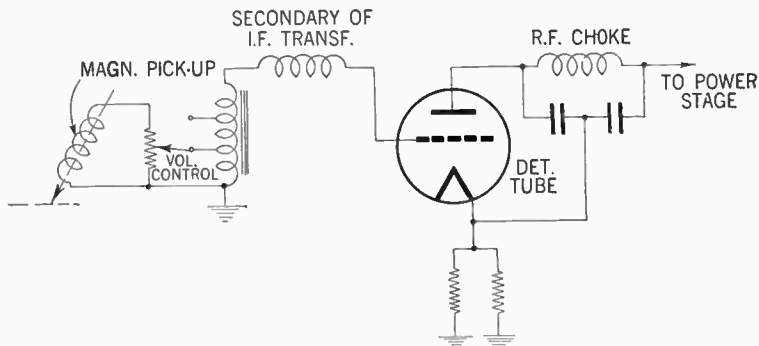 SECONDARY OF
I.F. TRANSF.
MAGN. PICK-UP
VOL.
CONTROL
R.F. CHOKE
TO POWER
STAGE
DET.
TUBE